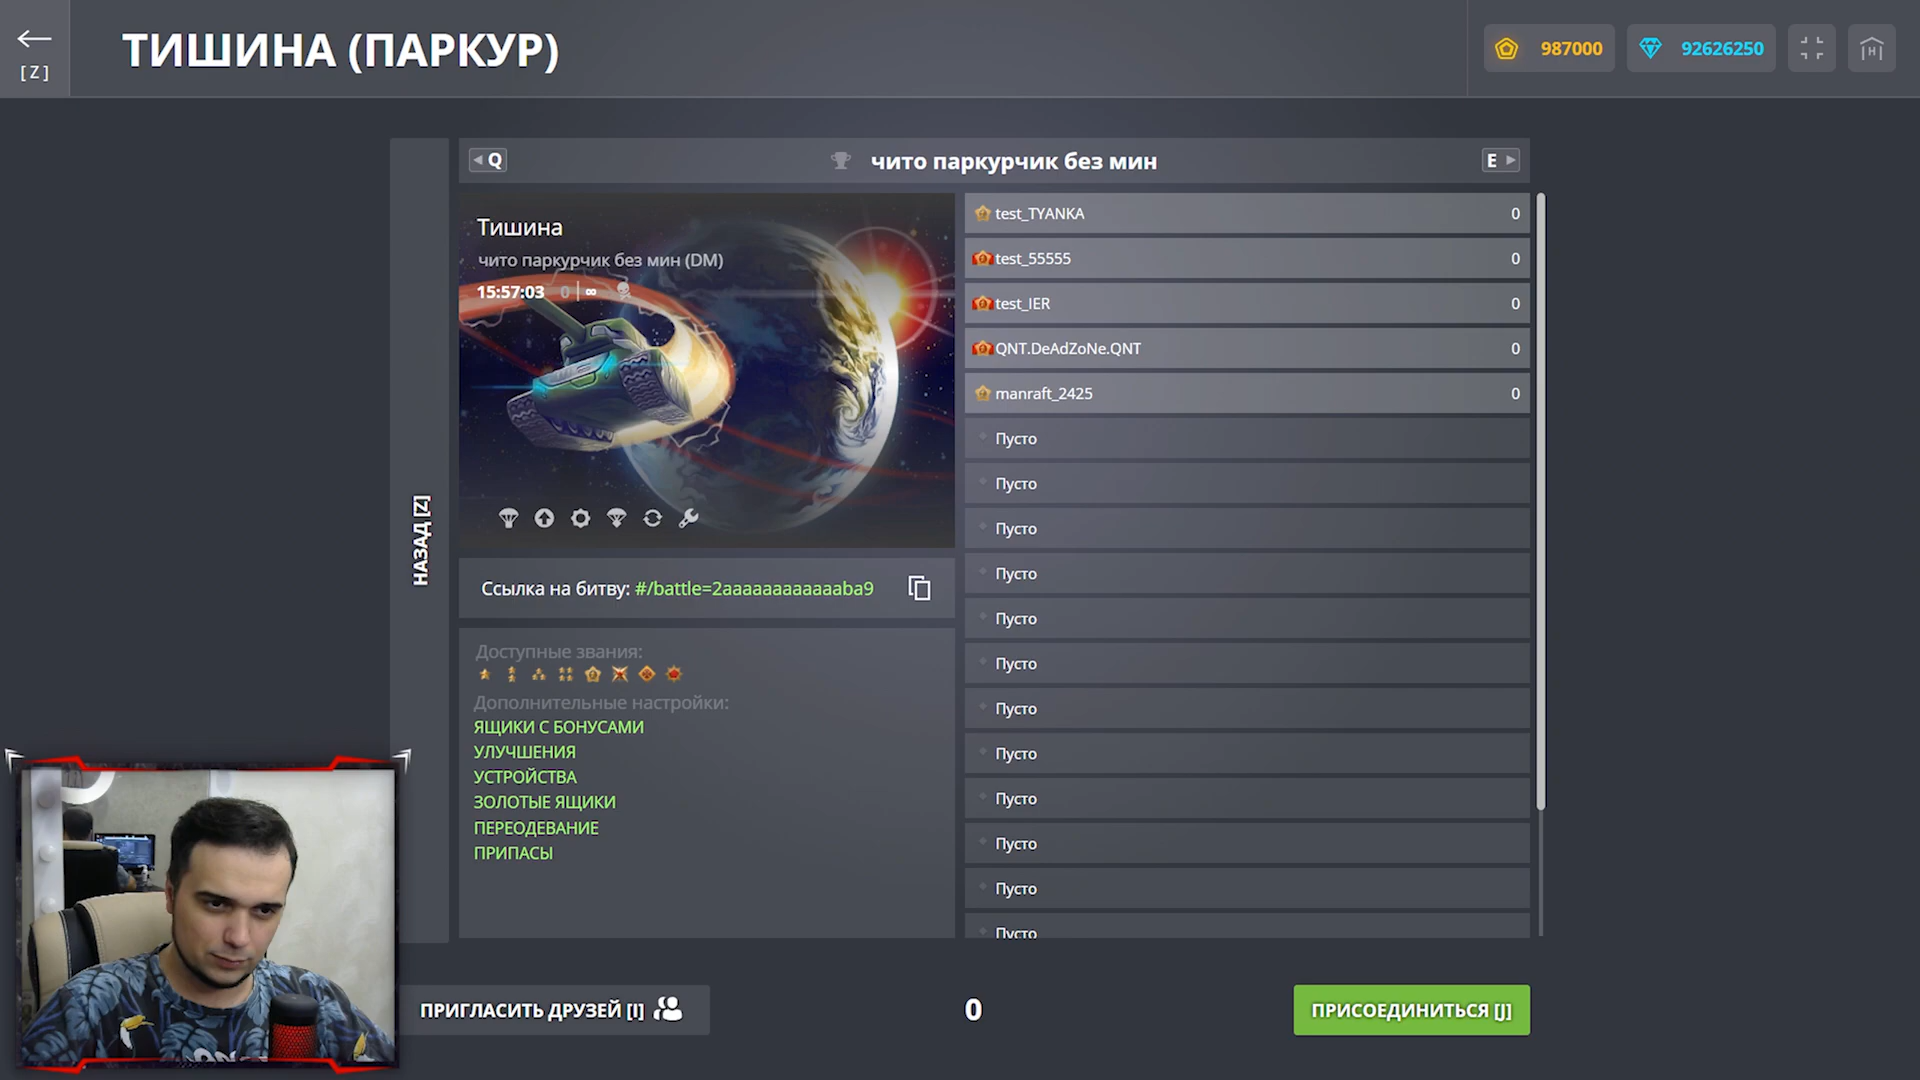 [Z]
ТИШИНА (ПАРКУР)
987000
92626250
Q
чито паркурчик без мин
E
Тишина
чито паркурчик без мин (DM)
15:57:03 0 | ∞
test_TYANKA 0
test_55555 0
test_IER 0
QNT.DeAdZoNe.QNT 0
manraft_2425 0
Пусто
Пусто
Пусто
Пусто
Пусто
Пусто
Пусто
Пусто
Пусто
Пусто
Пусто
Пусто
НАЗАД [Z]
Ссылка на битву: #/battle=2aaaaaaaaaaaaba9
Доступные звания:
Дополнительные настройки:
ЯЩИКИ С БОНУСАМИ
УЛУЧШЕНИЯ
УСТРОЙСТВА
ЗОЛОТЫЕ ЯЩИКИ
ПЕРЕОДЕВАНИЕ
ПРИПАСЫ
ПРИГЛАСИТЬ ДРУЗЕЙ [I]
0
ПРИСОЕДИНИТЬСЯ [J]